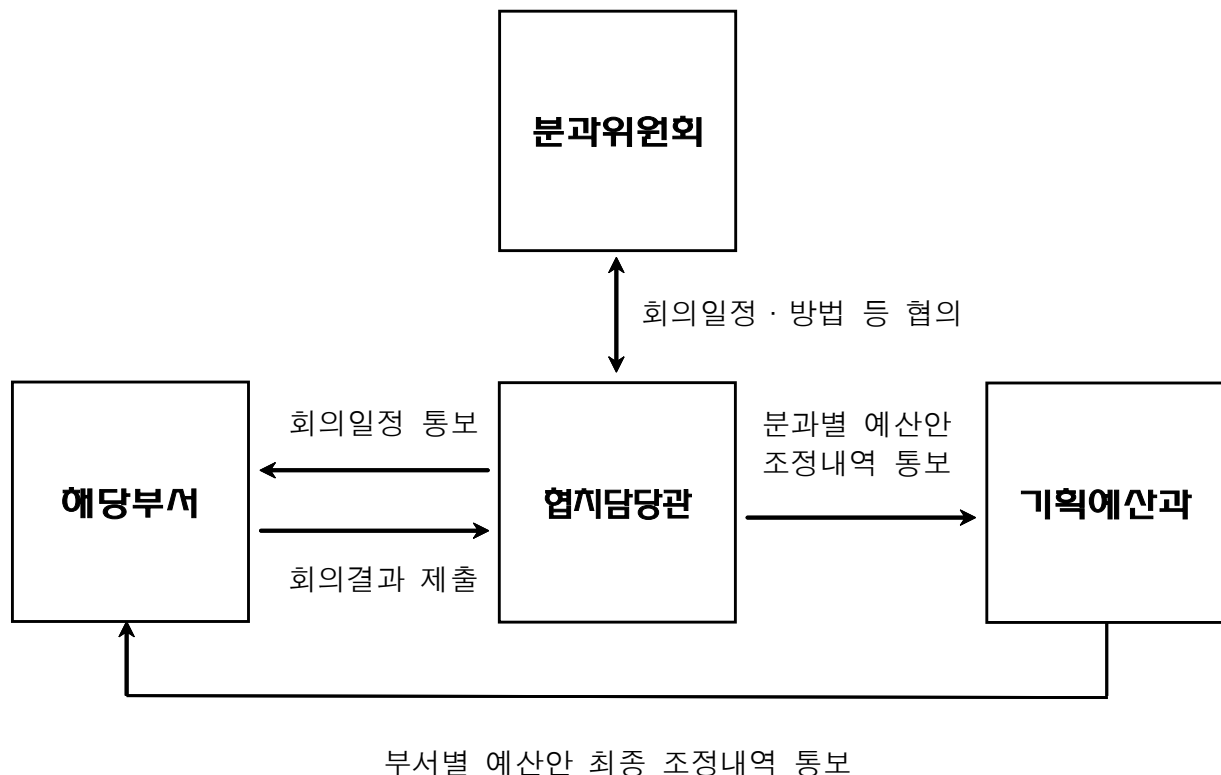 분과위원회
회의일정 · 방법 등 협의
회의일정 통보
분과별 예산안
조정내역 통보
해당부서
협치담당관
기획예산과
회의결과 제출
부서별 예산안 최종 조정내역 통보